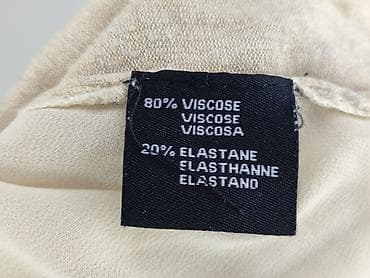 80% VISCOSE
VISCOSE
VISCOSA
20% ELASTANE
ELASTHANNE
ELASTANO